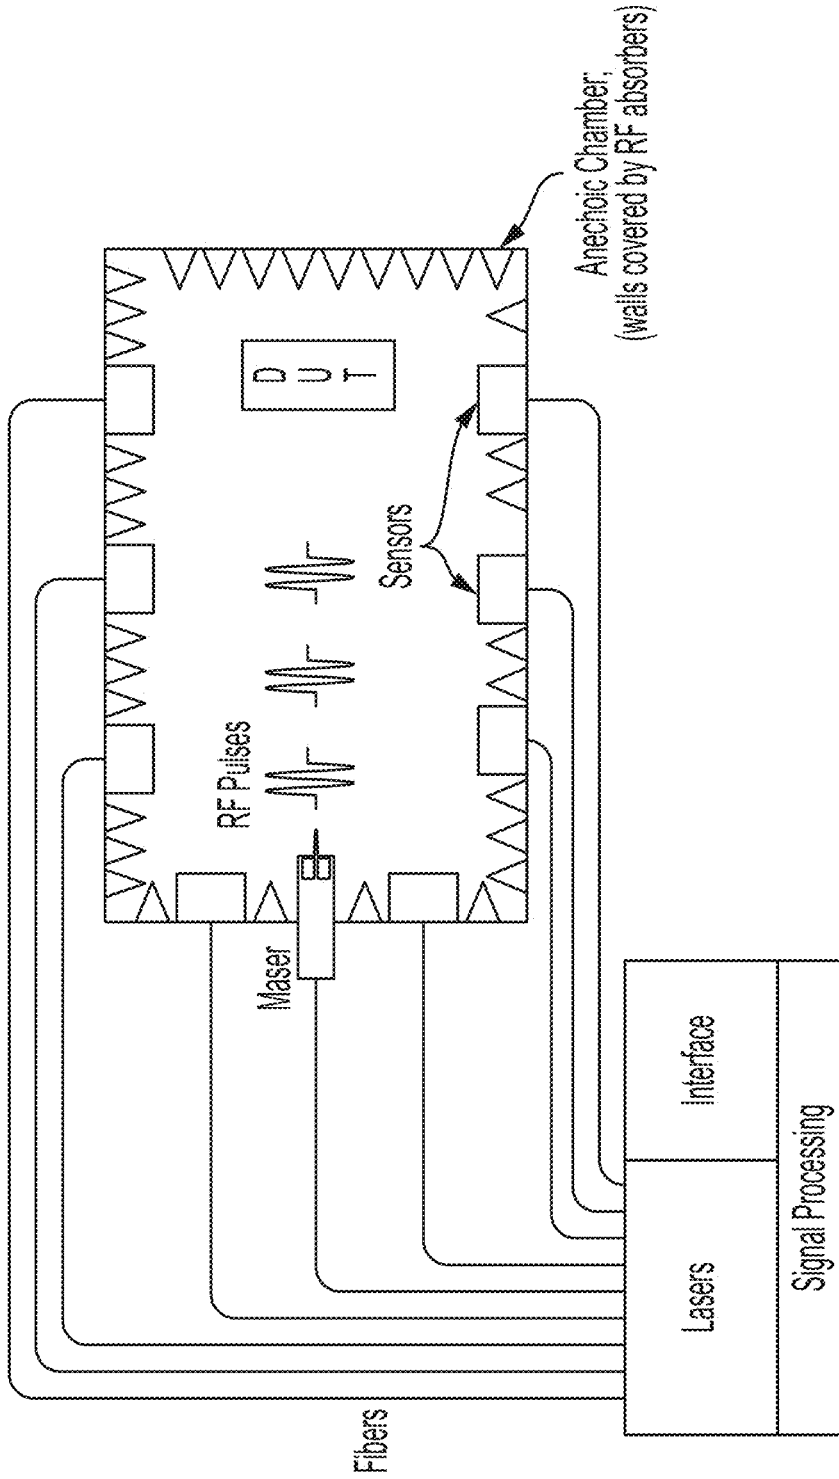 Anechoic Chamber,
(walls covered by RF absorbers)
D
U
T
Sensors
RF Pulses
Maser
Interface
Lasers
Signal Processing
Fibers